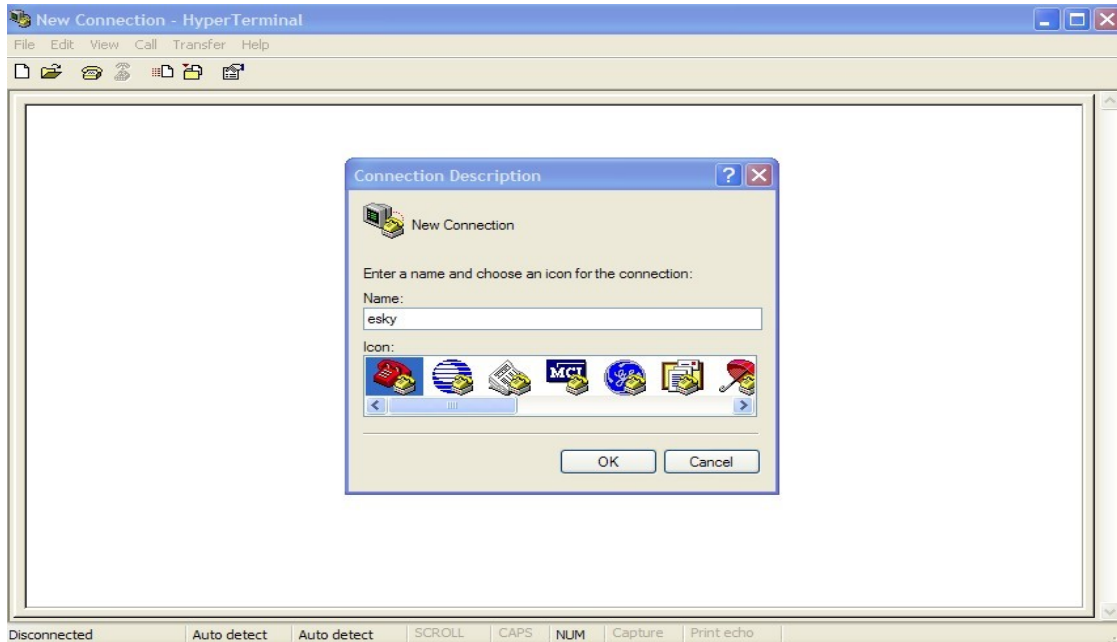 New Connection - HyperTerminal
File Edit View Call Transfer Help
Connection Description
New Connection
Enter a name and choose an icon for the connection:
Name:
esky
Icon:
MCI
OK Cancel
Disconnected Auto detect Auto detect SCROLL CAPS NUM Capture Print echo